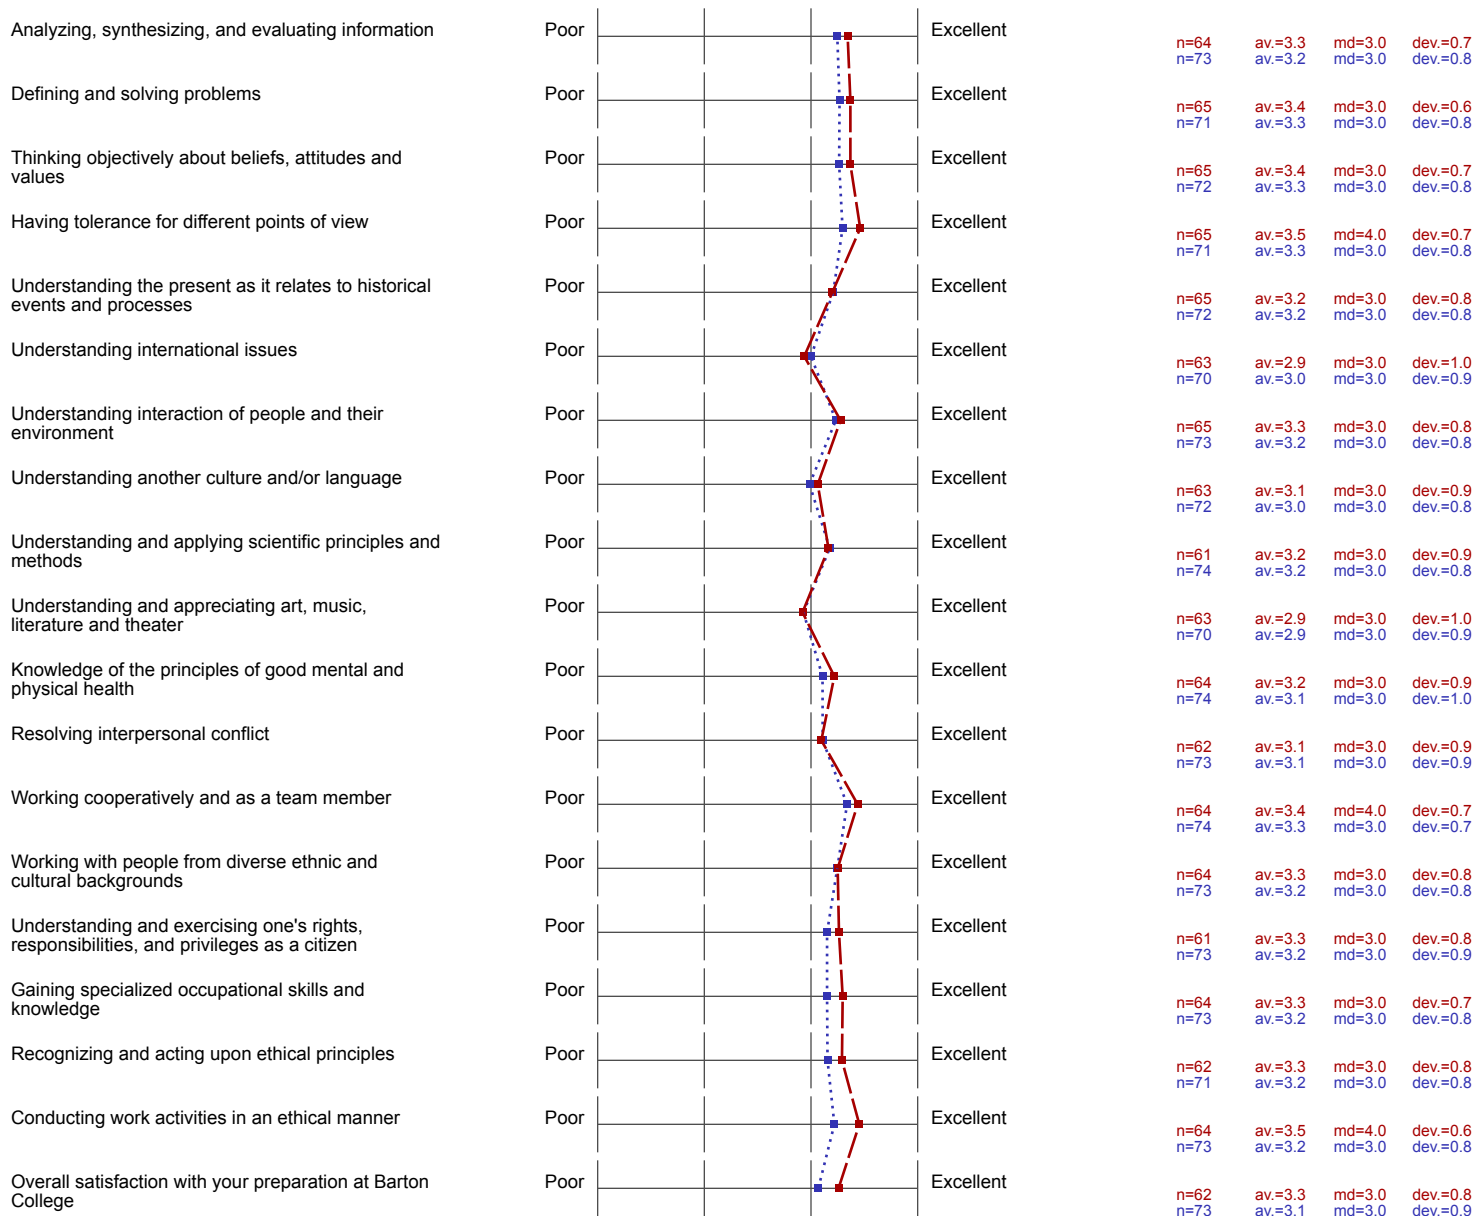 Analyzing, synthesizing, and evaluating information Poor Excellent
n=64 av.=3.3 md=3.0 dev.=0.7
n=73 av.=3.2 md=3.0 dev.=0.8
Defining and solving problems Poor Excellent
n=65 av.=3.4 md=3.0 dev.=0.6
n=71 av.=3.3 md=3.0 dev.=0.8
Thinking objectively about beliefs, attitudes and Poor Excellent
values
n=65 av.=3.4 md=3.0 dev.=0.7
n=72 av.=3.3 md=3.0 dev.=0.8
Having tolerance for different points of view Poor Excellent
n=65 av.=3.5 md=4.0 dev.=0.7
n=71 av.=3.3 md=3.0 dev.=0.8
Understanding the present as it relates to historical Poor Excellent
events and processes
n=65 av.=3.2 md=3.0 dev.=0.8
n=72 av.=3.2 md=3.0 dev.=0.8
Understanding international issues Poor Excellent
n=63 av.=2.9 md=3.0 dev.=1.0
n=70 av.=3.0 md=3.0 dev.=0.9
Understanding interaction of people and their Poor Excellent
environment
n=65 av.=3.3 md=3.0 dev.=0.8
n=73 av.=3.2 md=3.0 dev.=0.8
Understanding another culture and/or language Poor Excellent
n=63 av.=3.1 md=3.0 dev.=0.9
n=72 av.=3.0 md=3.0 dev.=0.8
Understanding and applying scientific principles and Poor Excellent
methods
n=61 av.=3.2 md=3.0 dev.=0.9
n=74 av.=3.2 md=3.0 dev.=0.8
Understanding and appreciating art, music, Poor Excellent
literature and theater
n=63 av.=2.9 md=3.0 dev.=1.0
n=70 av.=2.9 md=3.0 dev.=0.9
Knowledge of the principles of good mental and Poor Excellent
physical health
n=64 av.=3.2 md=3.0 dev.=0.9
n=74 av.=3.1 md=3.0 dev.=1.0
Resolving interpersonal conflict Poor Excellent
n=62 av.=3.1 md=3.0 dev.=0.9
n=73 av.=3.1 md=3.0 dev.=0.9
Working cooperatively and as a team member Poor Excellent
n=64 av.=3.4 md=4.0 dev.=0.7
n=74 av.=3.3 md=3.0 dev.=0.7
Working with people from diverse ethnic and Poor Excellent
cultural backgrounds
n=64 av.=3.3 md=3.0 dev.=0.8
n=73 av.=3.2 md=3.0 dev.=0.8
Understanding and exercising one's rights, Poor Excellent
responsibilities, and privileges as a citizen
n=61 av.=3.3 md=3.0 dev.=0.8
n=73 av.=3.2 md=3.0 dev.=0.9
Gaining specialized occupational skills and Poor Excellent
knowledge
n=64 av.=3.3 md=3.0 dev.=0.7
n=73 av.=3.2 md=3.0 dev.=0.8
Recognizing and acting upon ethical principles Poor Excellent
n=62 av.=3.3 md=3.0 dev.=0.8
n=71 av.=3.2 md=3.0 dev.=0.8
Conducting work activities in an ethical manner Poor Excellent
n=64 av.=3.5 md=4.0 dev.=0.6
n=73 av.=3.2 md=3.0 dev.=0.8
Overall satisfaction with your preparation at Barton Poor Excellent
College
n=62 av.=3.3 md=3.0 dev.=0.8
n=73 av.=3.1 md=3.0 dev.=0.9